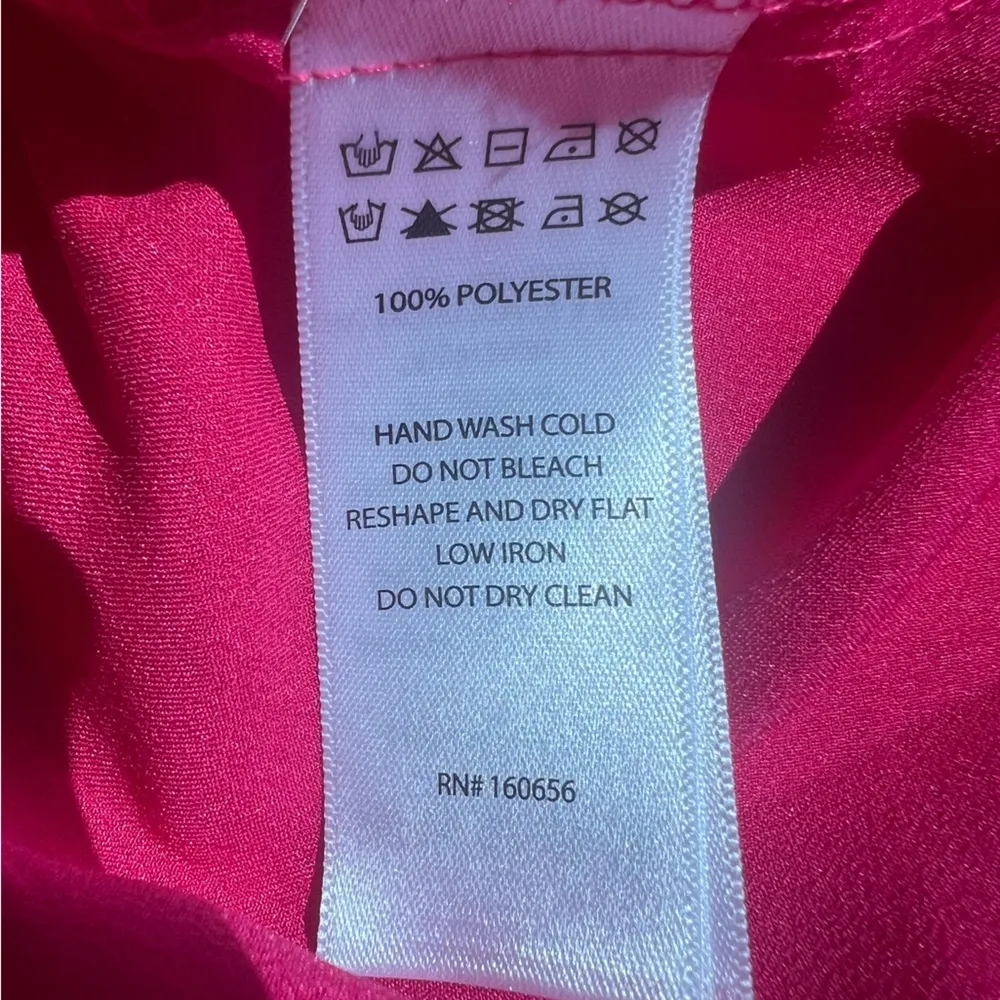 100% POLYESTER
HAND WASH COLD
DO NOT BLEACH
RESHAPE AND DRY FLAT
LOW IRON
DO NOT DRY CLEAN
RN# 160656